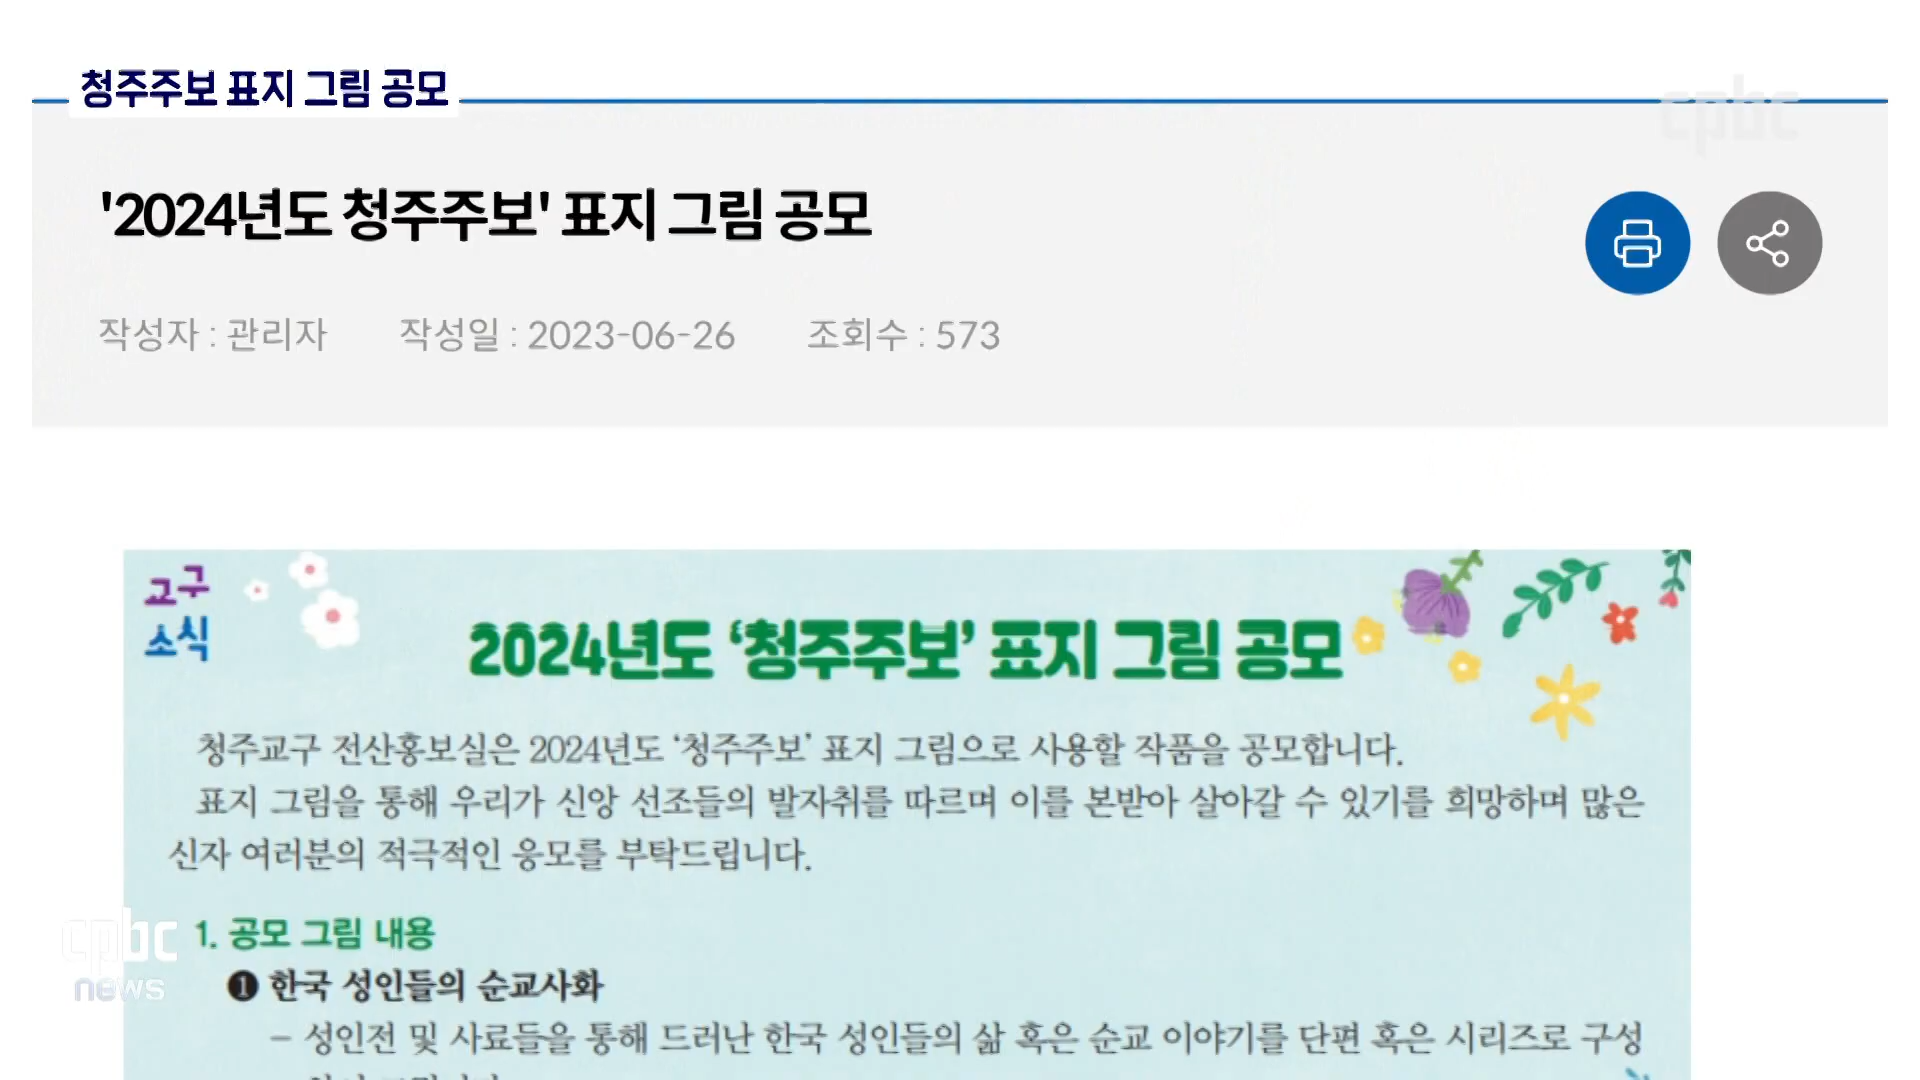 청주주보 표지 그림 공모
cpbc
'2024년도 청주주보' 표지 그림 공모
작성자 : 관리자 작성일 : 2023-06-26 조회수 : 573
교구
소식
2024년도 ‘청주주보’ 표지 그림 공모
청주교구 전산홍보실은 2024년도 ‘청주주보’ 표지 그림으로 사용할 작품을 공모합니다.
표지 그림을 통해 우리가 신앙 선조들의 발자취를 따르며 이를 본받아 살아갈 수 있기를 희망하며 많은
신자 여러분의 적극적인 응모를 부탁드립니다.
1. 공모 그림 내용
❶ 한국 성인들의 순교사화
– 성인전 및 사료들을 통해 드러난 한국 성인들의 삶 혹은 순교 이야기를 단편 혹은 시리즈로 구성
cpbc
news